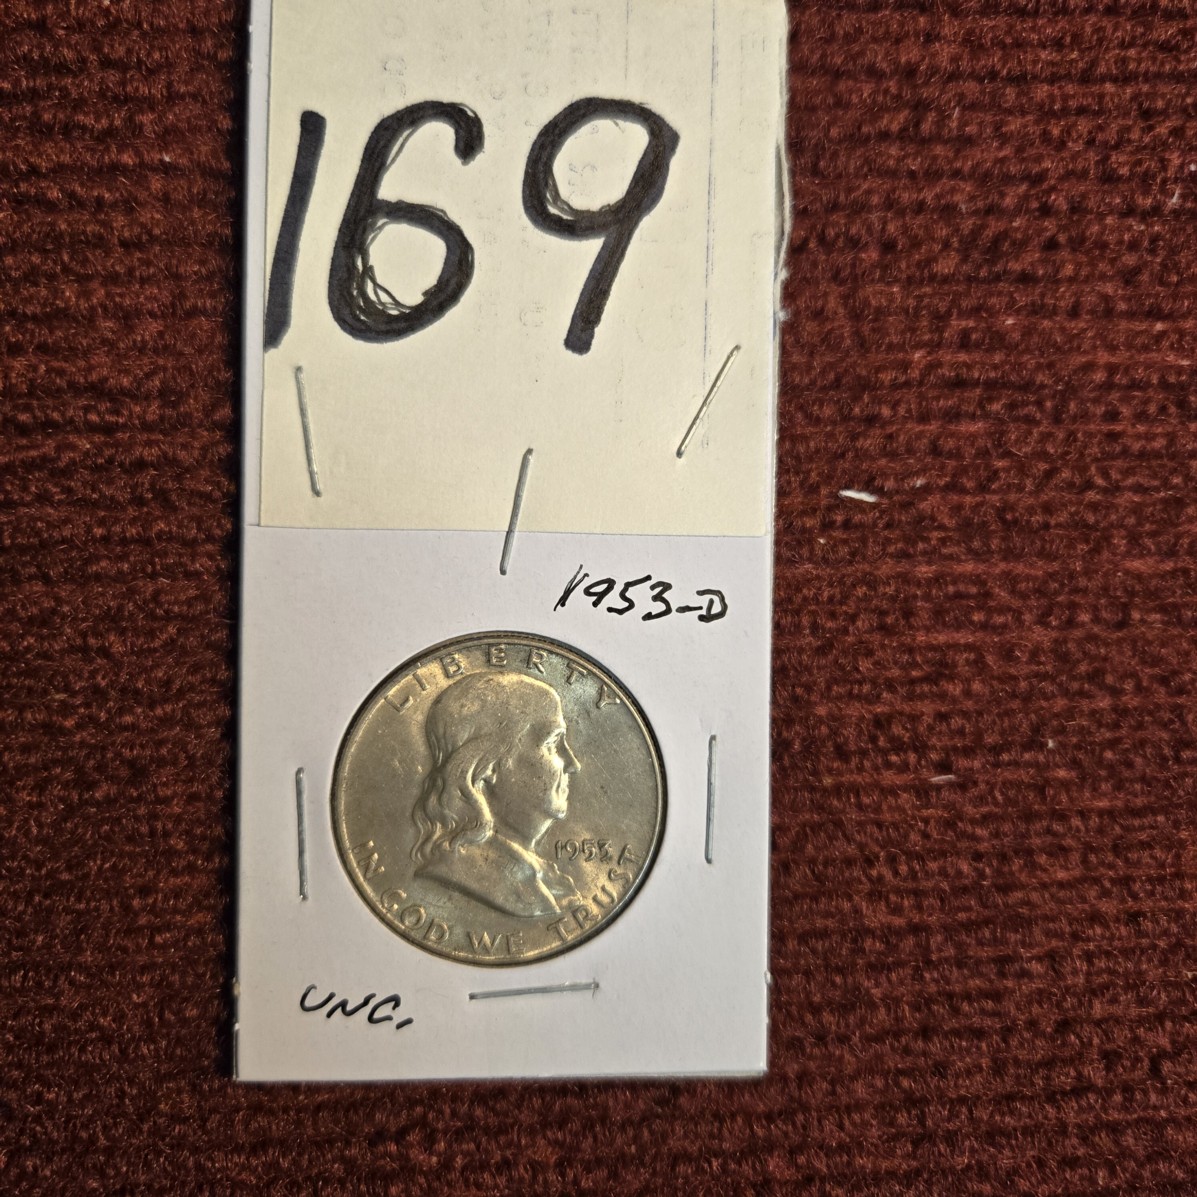 169
1953-D
LIBERTY
1953
IN GOD WE TRUST
UNC.